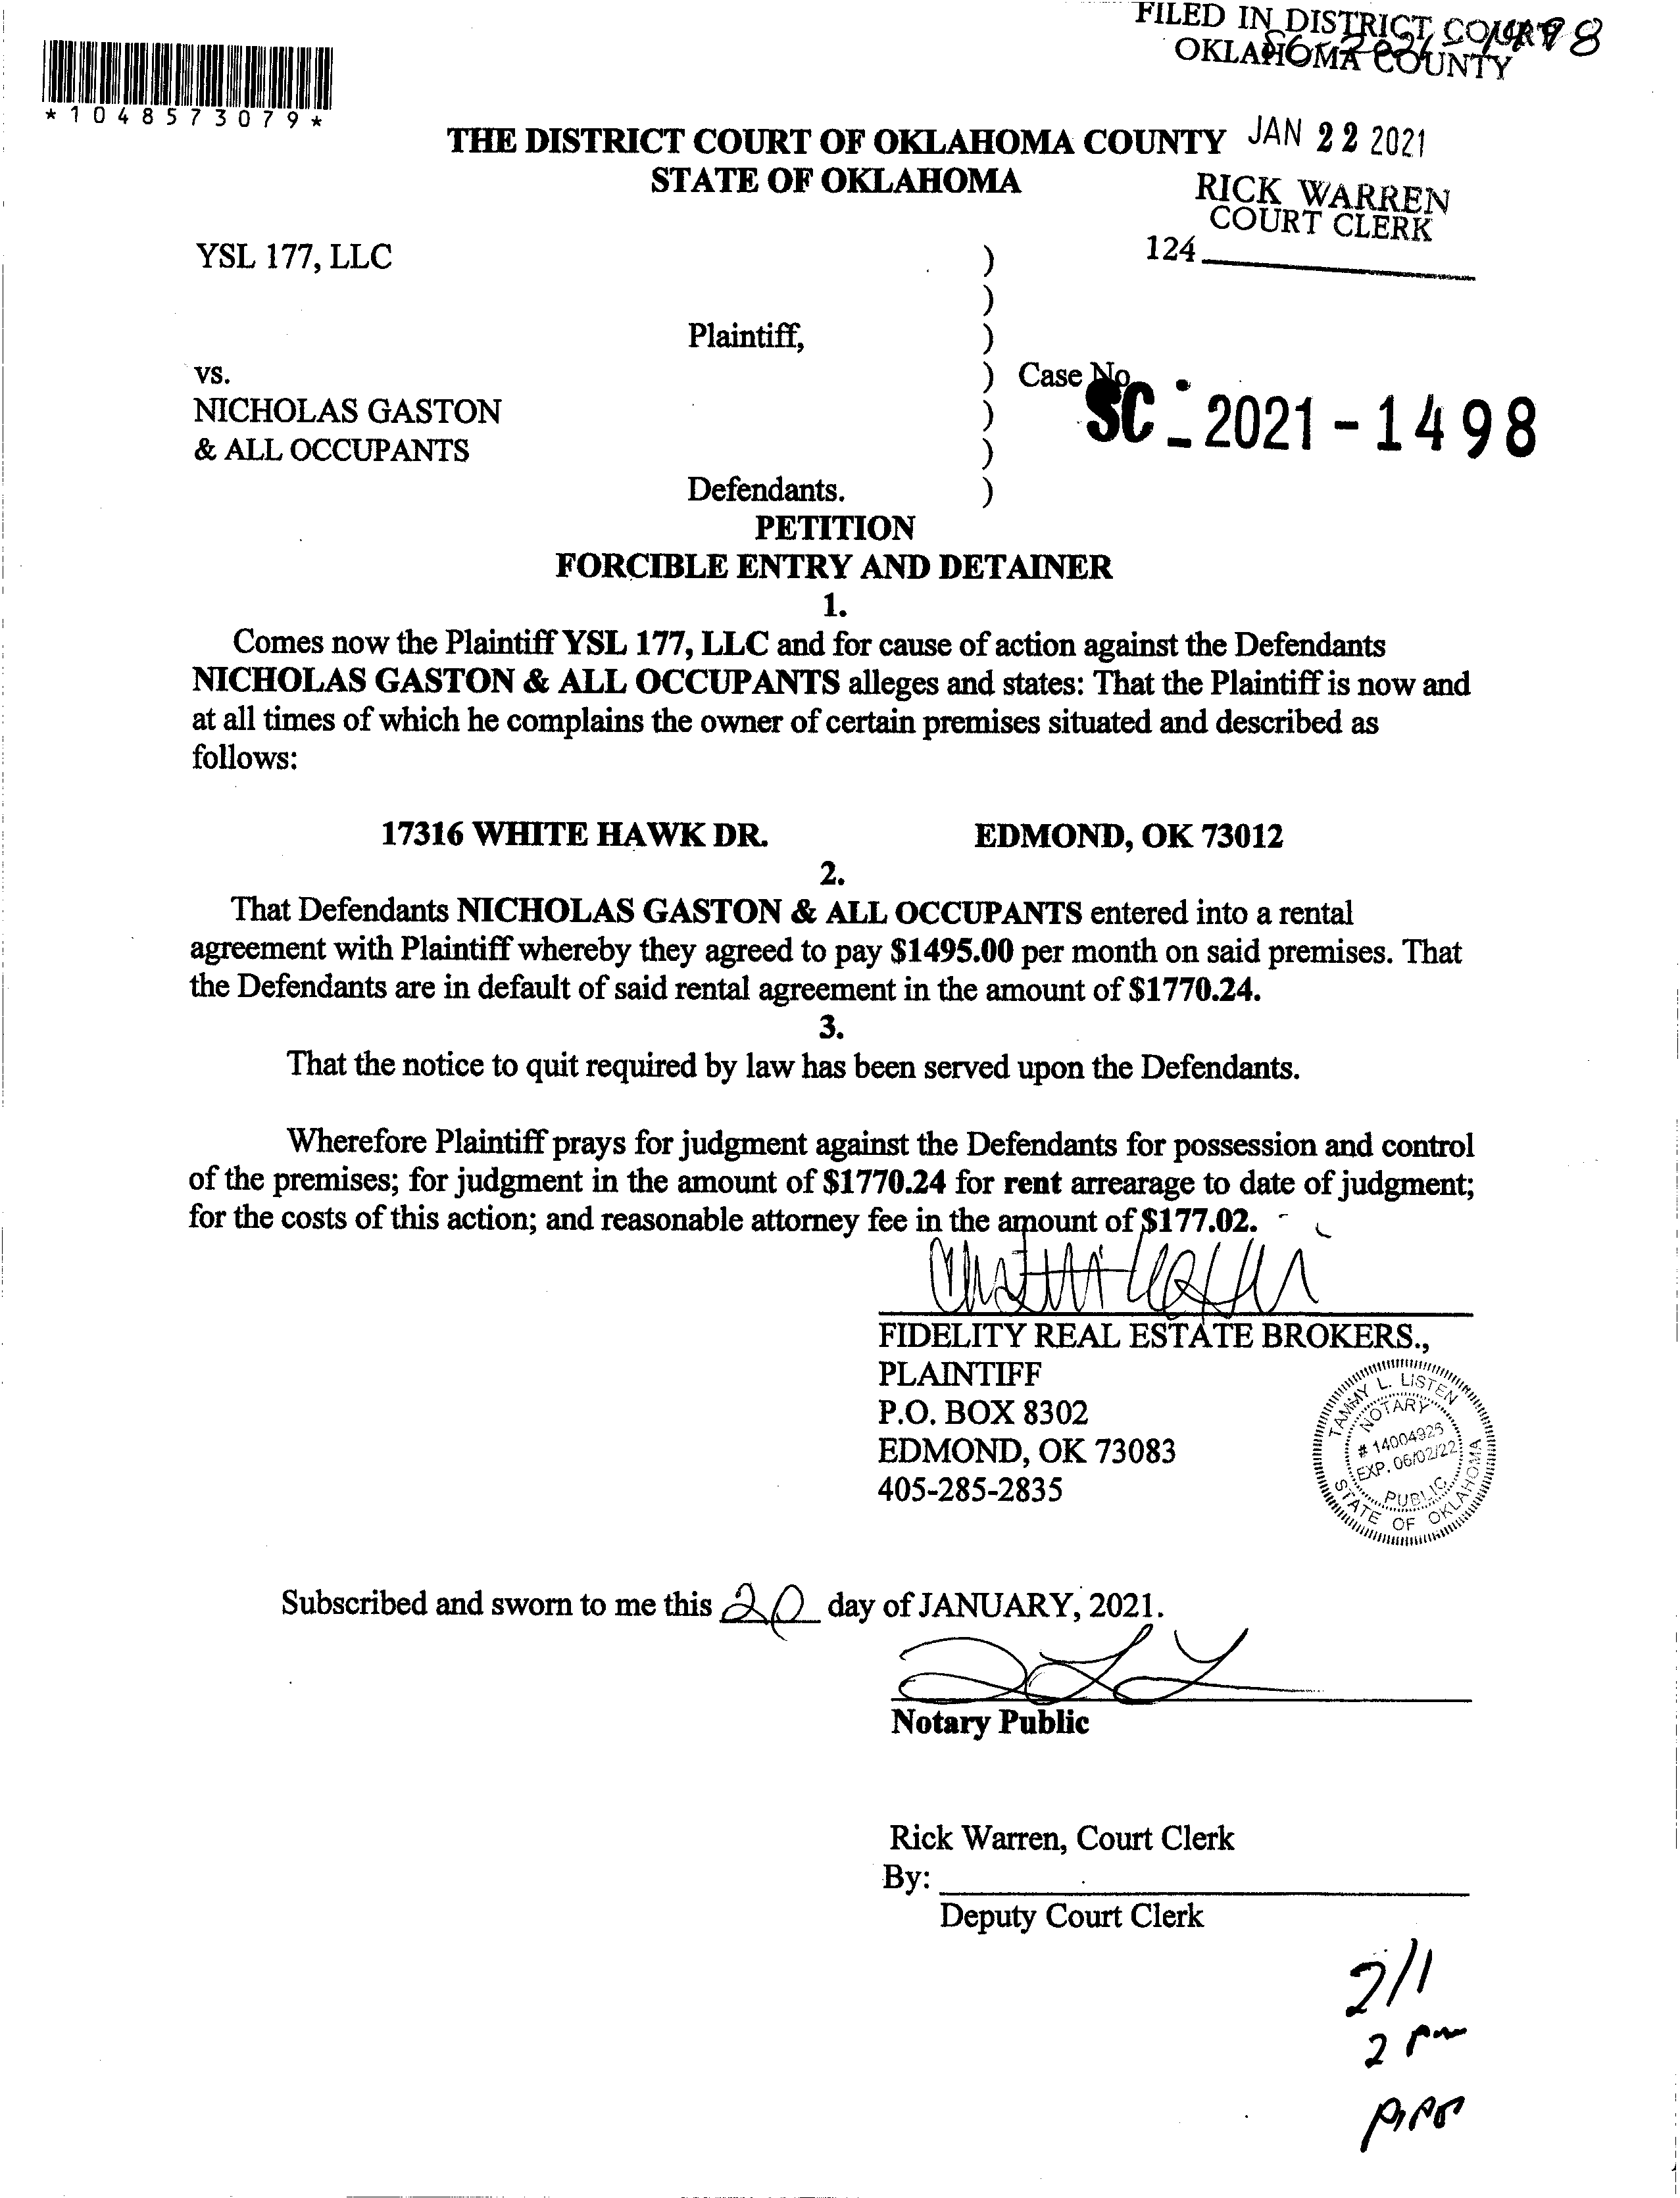 FILED IN DISTRICT COURT
OKLAHOMA COUNTY
*1048573079*
THE DISTRICT COURT OF OKLAHOMA COUNTY
JAN 22 2021
STATE OF OKLAHOMA
RICK WARREN
COURT CLERK
124
YSL 177, LLC )
)
Plaintiff, )
vs. ) Case No.
SC - 2021 - 1498
NICHOLAS GASTON )
& ALL OCCUPANTS )
Defendants. )
PETITION
FORCIBLE ENTRY AND DETAINER
1.
Comes now the Plaintiff YSL 177, LLC and for cause of action against the Defendants
NICHOLAS GASTON & ALL OCCUPANTS alleges and states: That the Plaintiff is now and
at all times of which he complains the owner of certain premises situated and described as
follows:
17316 WHITE HAWK DR. EDMOND, OK 73012
2.
That Defendants NICHOLAS GASTON & ALL OCCUPANTS entered into a rental
agreement with Plaintiff whereby they agreed to pay $1495.00 per month on said premises. That
the Defendants are in default of said rental agreement in the amount of $1770.24.
3.
That the notice to quit required by law has been served upon the Defendants.
Wherefore Plaintiff prays for judgment against the Defendants for possession and control
of the premises; for judgment in the amount of $1770.24 for rent arrearage to date of judgment;
for the costs of this action; and reasonable attorney fee in the amount of $177.02.
FIDELITY REAL ESTATE BROKERS.,
PLAINTIFF
P.O. BOX 8302
EDMOND, OK 73083
405-285-2835
TAMMY L. LISTEN
NOTARY
# 14004926
EXP. 06/02/22
PUBLIC
STATE OF OKLAHOMA
Subscribed and sworn to me this 20 day of JANUARY, 2021.
Notary Public
Rick Warren, Court Clerk
By:
Deputy Court Clerk
2/1
2 pm